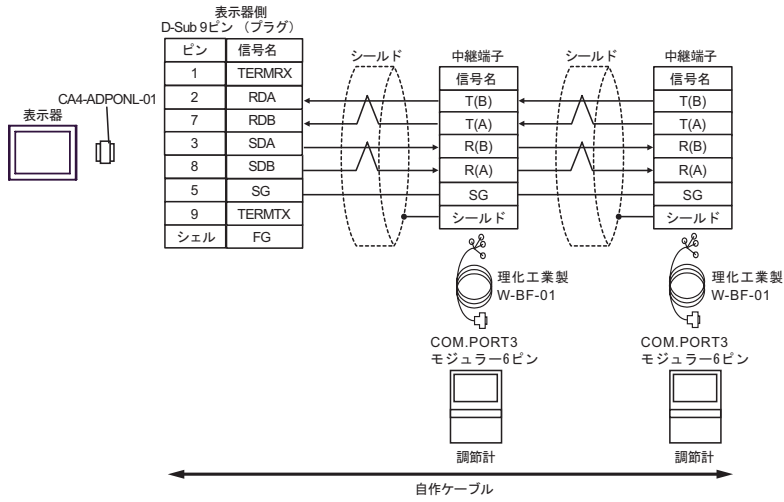 表示器側
D-Sub 9ピン （プラグ）
ピン 信号名
1 TERMRX
2 RDA
7 RDB
3 SDA
8 SDB
5 SG
9 TERMTX
シェル FG
表示器
CA4-ADPONL-01
シールド
中継端子
信号名
T(B)
T(A)
R(B)
R(A)
SG
シールド
シールド
中継端子
信号名
T(B)
T(A)
R(B)
R(A)
SG
シールド
理化工業製
W-BF-01
COM.PORT3
モジュラー6ピン
調節計
理化工業製
W-BF-01
COM.PORT3
モジュラー6ピン
調節計
自作ケーブル